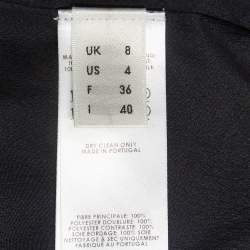 UK 8
US 4
F 36
I 40
DRY CLEAN ONLY
MADE IN PORTUGAL
FIBRE PRINCIPALE: 100%
POLYESTER DOUBLURE: 100%
POLYESTER CONTRASTE: 100%
SOIE BORDAGE: 100% SOIE
NETTOYAGE À SEC UNIQUEMENT
FABRIQUÉ AU PORTUGAL